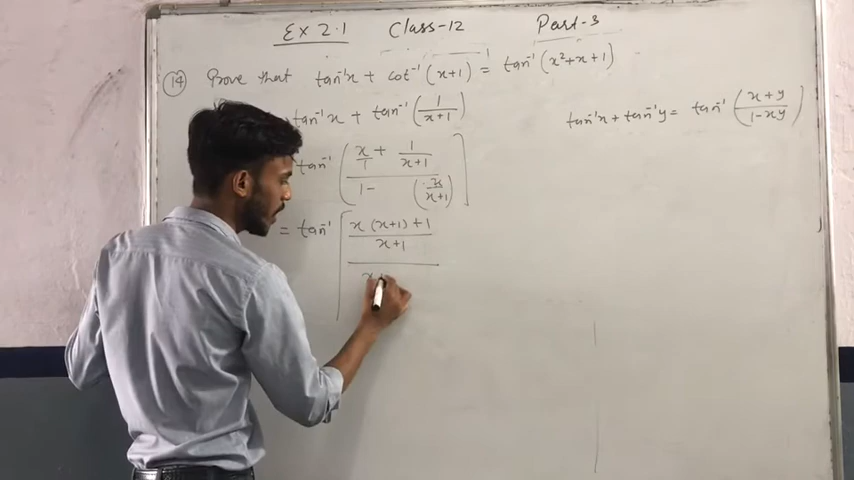 Ex 2.1 Class-12 Part-3
(14) Prove that tan⁻¹x + cot⁻¹(x+1) = tan⁻¹(x²+x+1)
tan⁻¹x + tan⁻¹(1/(x+1))
tan⁻¹x + tan⁻¹y = tan⁻¹((x+y)/(1-xy))
tan⁻¹((x/1 + 1/(x+1))/(1- (x/(x+1))))
= tan⁻¹[((x(x+1)+1)/(x+1))/(x+